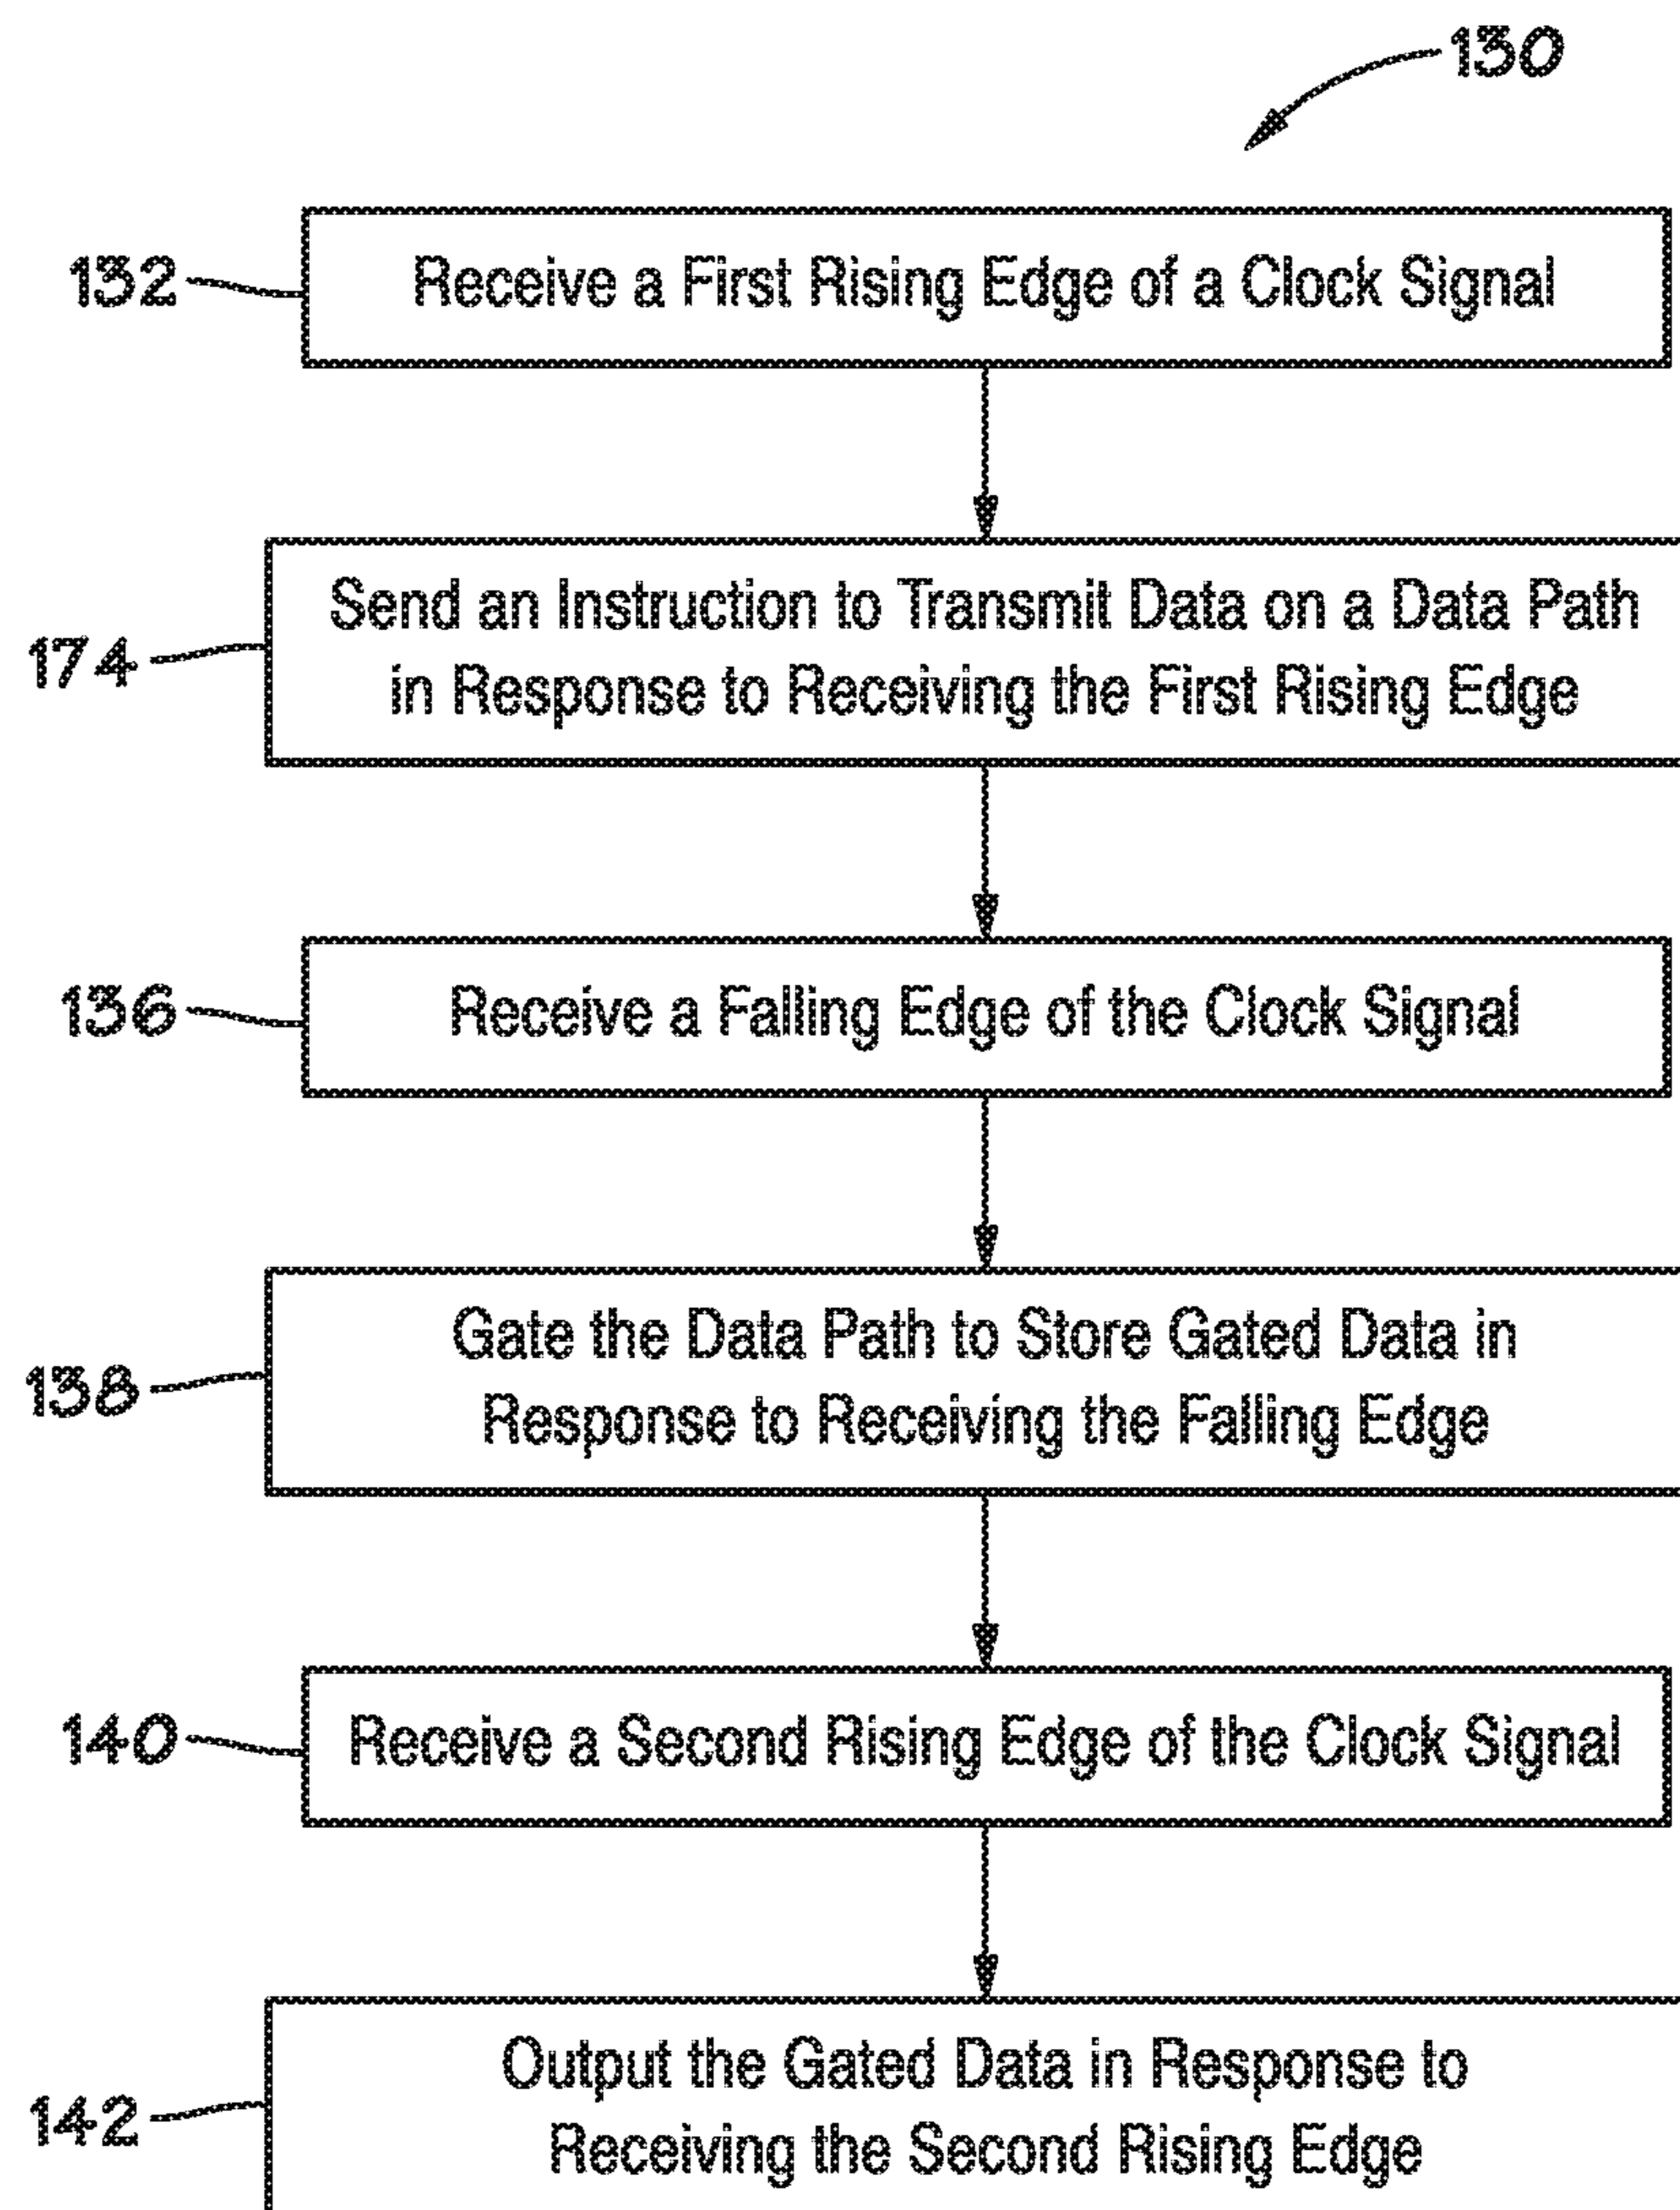 130
132
Receive a First Rising Edge of a Clock Signal
174
Send an Instruction to Transmit Data on a Data Path
in Response to Receiving the First Rising Edge
136
Receive a Falling Edge of the Clock Signal
138
Gate the Data Path to Store Gated Data in
Response to Receiving the Falling Edge
140
Receive a Second Rising Edge of the Clock Signal
142
Output the Gated Data in Response to
Receiving the Second Rising Edge